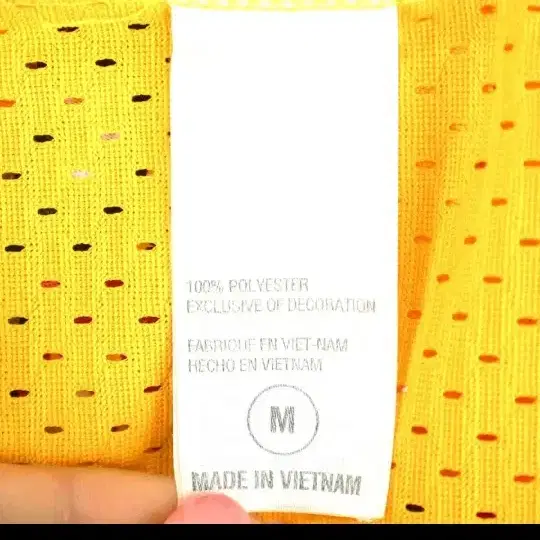 100% POLYESTER
EXCLUSIVE OF DECORATION
FABRIQUE EN VIET-NAM
HECHO EN VIETNAM
M
MADE IN VIETNAM